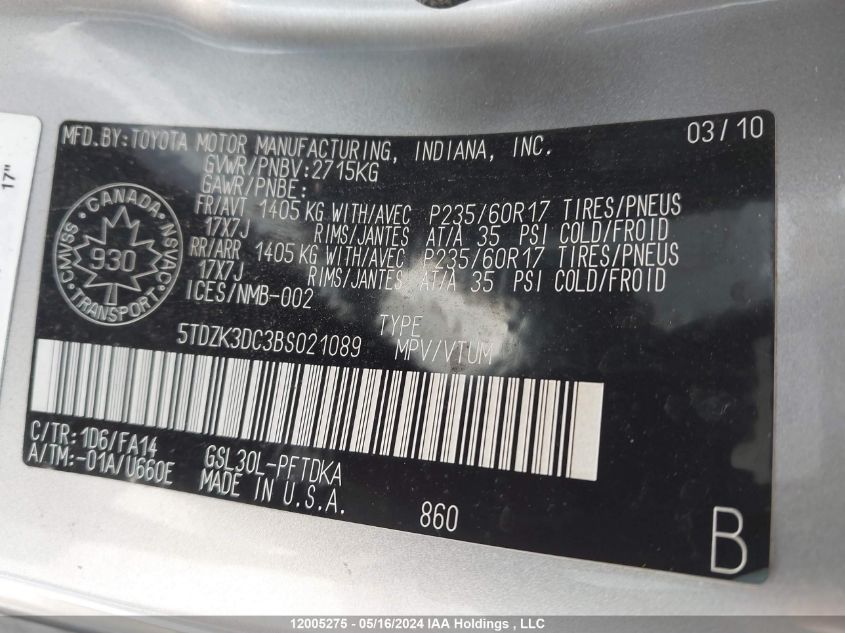 17"
MFD.BY:TOYOTA MOTOR MANUFACTURING, INDIANA, INC. 03/10
GVWR/PNBV:2715KG
GAWR/PNBE:
FR/AVT 1405 KG WITH/AVEC P235/60R17 TIRES/PNEUS
17X7J RIMS/JANTES AT/A 35 PSI COLD/FROID
RR/ARR 1405 KG WITH/AVEC P235/60R17 TIRES/PNEUS
17X7J RIMS/JANTES AT/A 35 PSI COLD/FROID
ICES/NMB-002
CANADA
CMVSS NSVAC
930
TRANSPORT
TYPE
5TDZK3DC3BS021089 MPV/VTUM
C/TR: 1D6/FA14 GSL30L-PFTDKA
A/TM:-01A/U660E MADE IN U.S.A.
860
B
12005275 - 05/16/2024 IAA Holdings , LLC